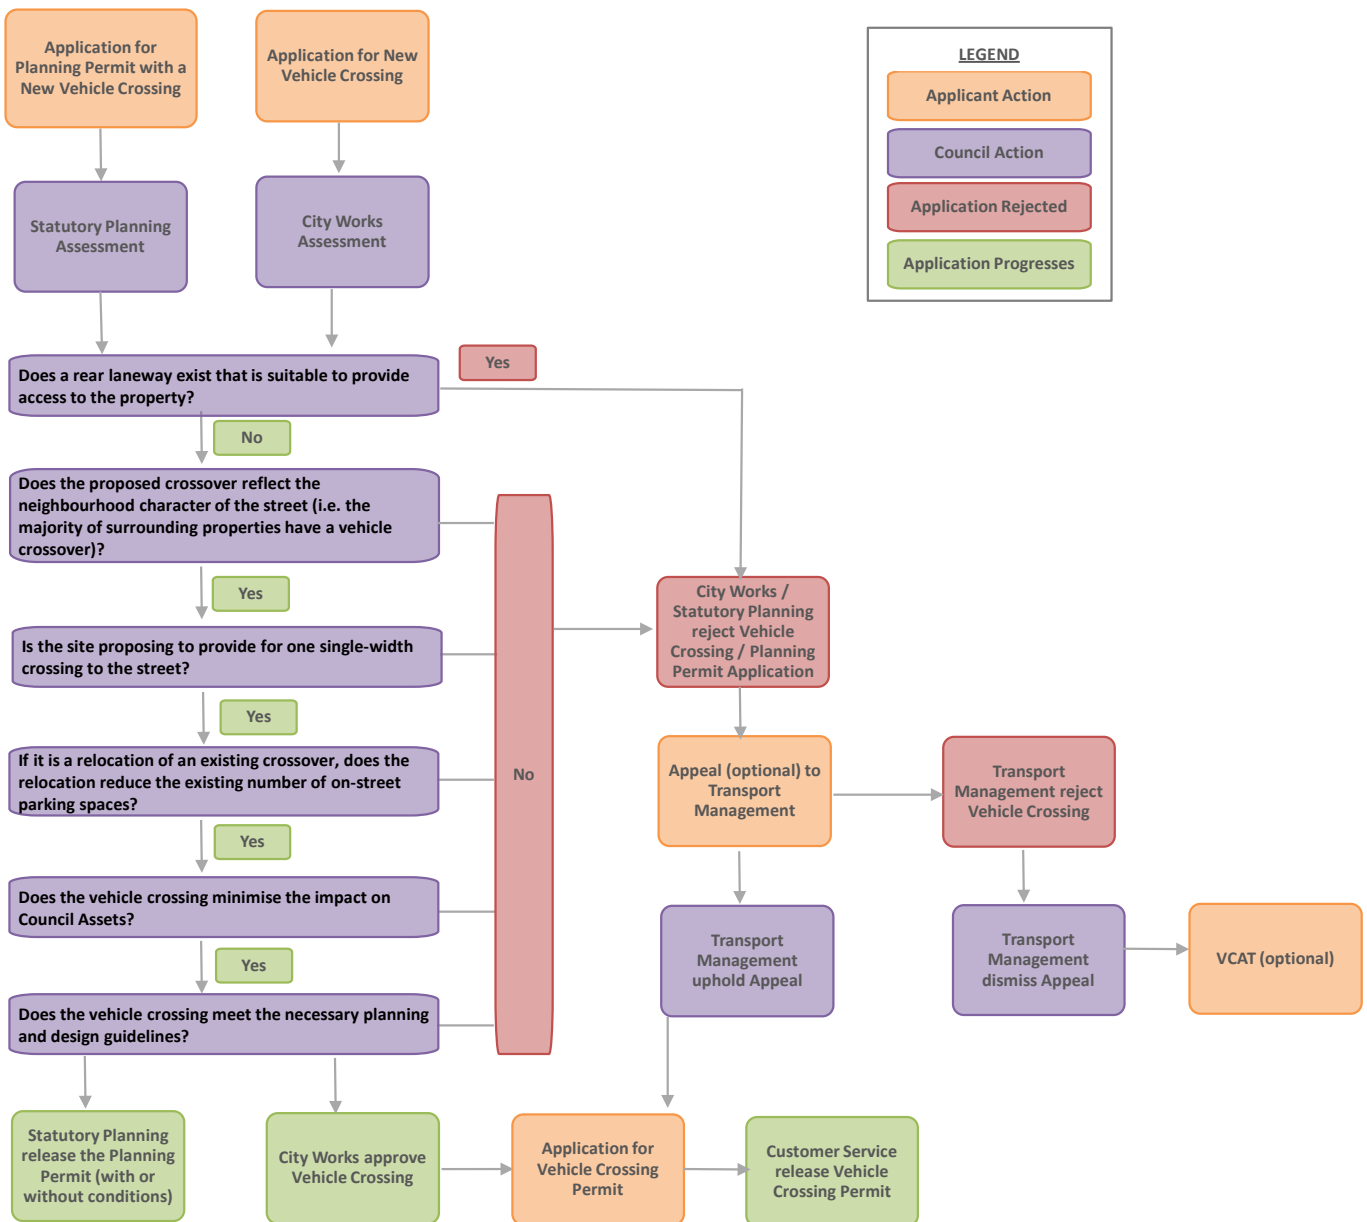 Application for
Planning Permit with a
New Vehicle Crossing
Application for New
Vehicle Crossing
LEGEND
Applicant Action
Council Action
Application Rejected
Application Progresses
Statutory Planning
Assessment
City Works
Assessment
Does a rear laneway exist that is suitable to provide
access to the property?
Yes
No
Does the proposed crossover reflect the
neighbourhood character of the street (i.e. the
majority of surrounding properties have a vehicle
crossover)?
Yes
Is the site proposing to provide for one single-width
crossing to the street?
Yes
If it is a relocation of an existing crossover, does the
relocation reduce the existing number of on-street
parking spaces?
Yes
Does the vehicle crossing minimise the impact on
Council Assets?
Yes
Does the vehicle crossing meet the necessary planning
and design guidelines?
No
City Works /
Statutory Planning
reject Vehicle
Crossing / Planning
Permit Application
Appeal (optional) to
Transport
Management
Transport
Management reject
Vehicle Crossing
Transport
Management
uphold Appeal
Transport
Management
dismiss Appeal
VCAT (optional)
Statutory Planning
release the Planning
Permit (with or
without conditions)
City Works approve
Vehicle Crossing
Application for
Vehicle Crossing
Permit
Customer Service
release Vehicle
Crossing Permit